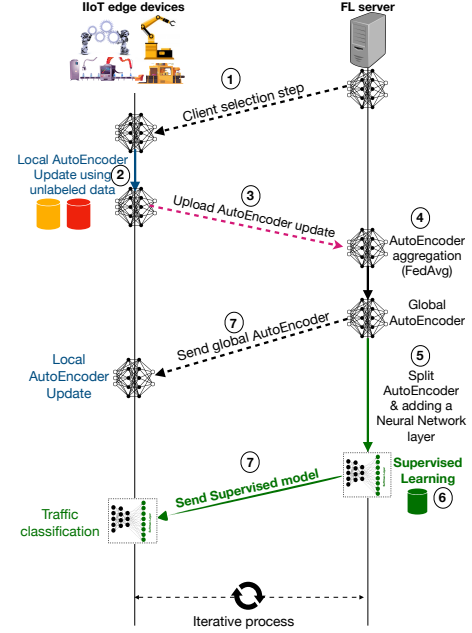 IIoT edge devices
FL server
1
Client selection step
Local AutoEncoder
Update using
unlabeled data
2
3
Upload AutoEncoder update
4
AutoEncoder
aggregation
(FedAvg)
7
Send global AutoEncoder
Global
AutoEncoder
Local
AutoEncoder
Update
5
Split
AutoEncoder
& adding a
Neural Network
layer
7
Send Supervised model
Supervised
Learning
6
Traffic
classification
Iterative process